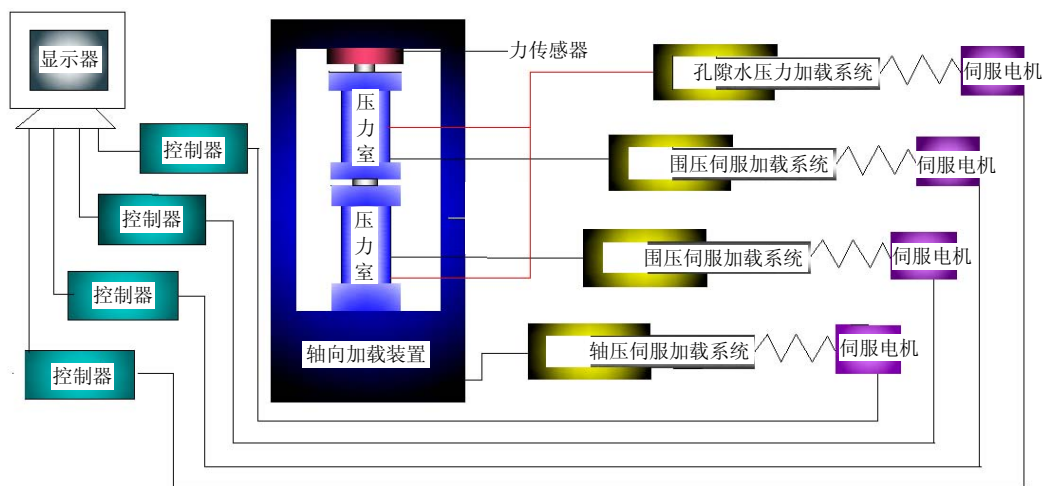 显示器
力传感器
孔隙水压力加载系统
伺服电机
压力室
控制器
围压伺服加载系统
伺服电机
控制器
压力室
围压伺服加载系统
伺服电机
控制器
轴向加载装置
轴压伺服加载系统
伺服电机
控制器